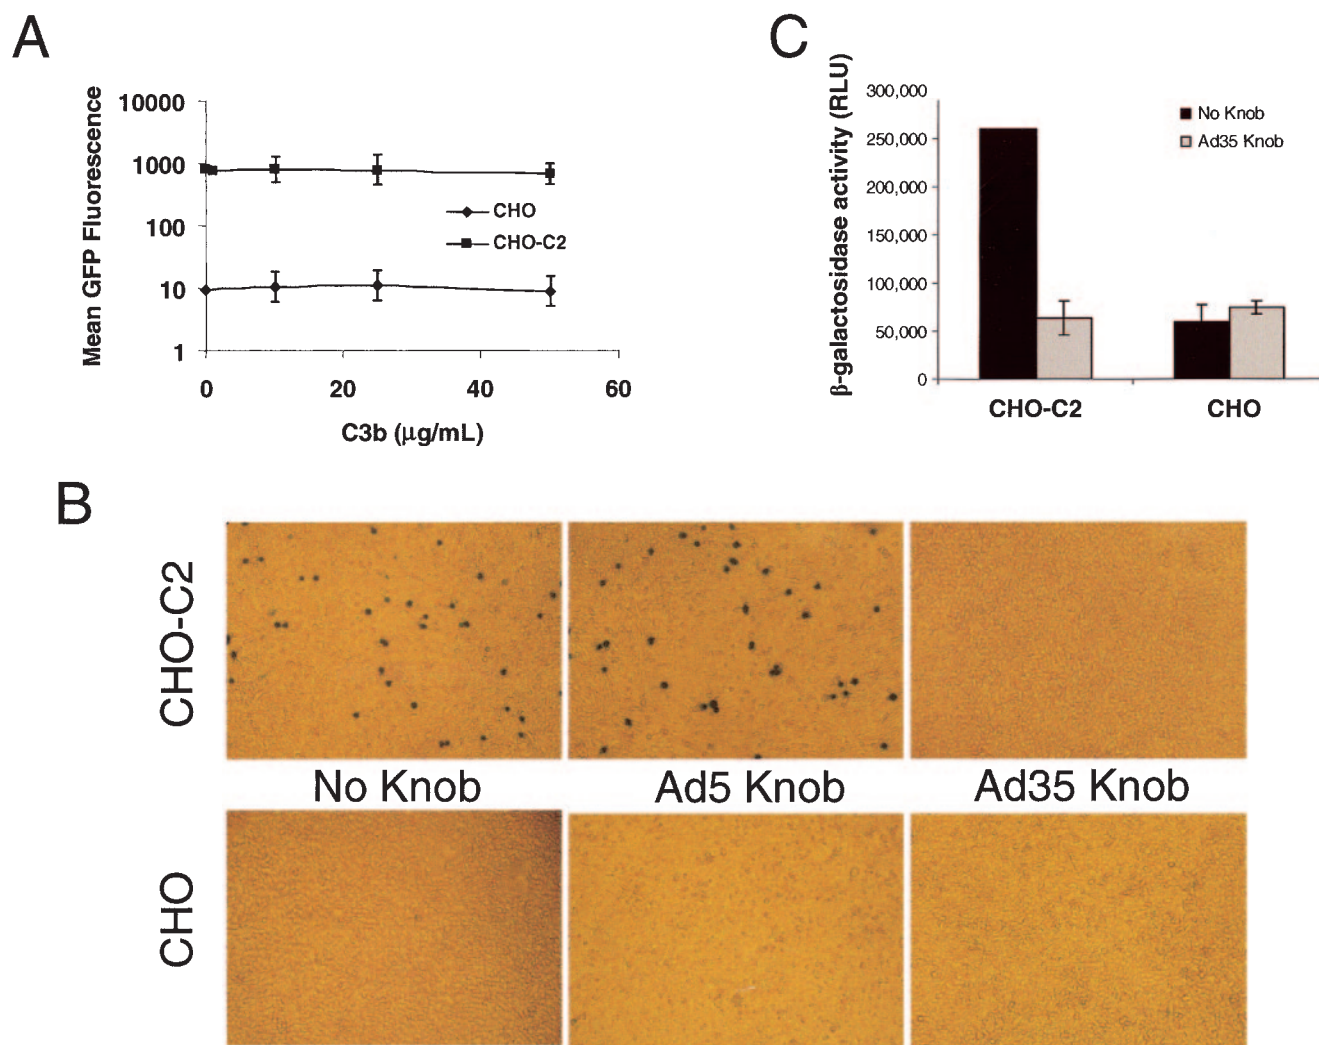 A
Mean GFP Fluorescence
10000
1000
100
10
1
0
20
40
60
C3b (µg/mL)
CHO
CHO-C2
C
β-galactosidase activity (RLU)
300,000
250,000
200,000
150,000
100,000
50,000
0
No Knob
Ad35 Knob
CHO-C2
CHO
B
CHO-C2
No Knob
Ad5 Knob
Ad35 Knob
CHO